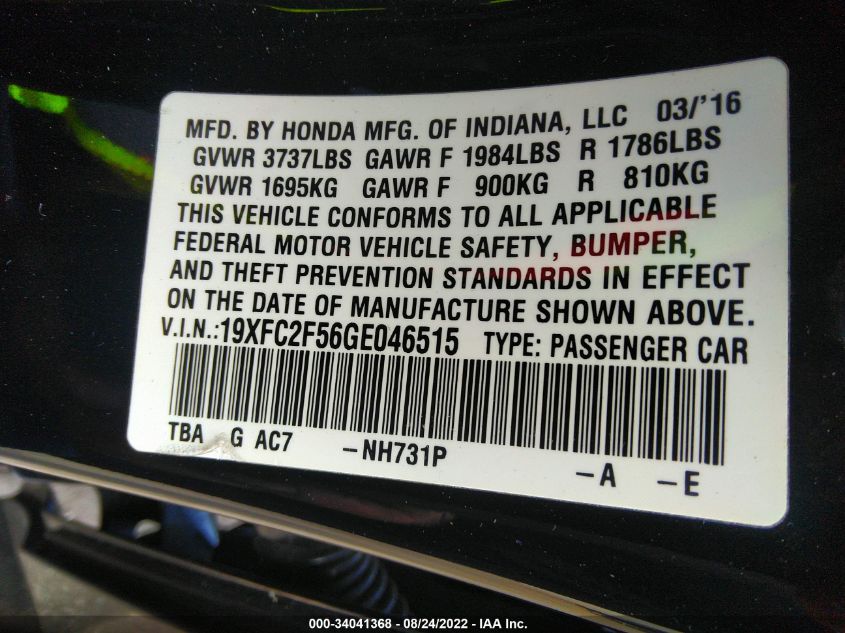 MFD. BY HONDA MFG. OF INDIANA, LLC 03/'16
GVWR 3737LBS GAWR F 1984LBS R 1786LBS
GVWR 1695KG GAWR F 900KG R 810KG
THIS VEHICLE CONFORMS TO ALL APPLICABLE
FEDERAL MOTOR VEHICLE SAFETY, BUMPER,
AND THEFT PREVENTION STANDARDS IN EFFECT
ON THE DATE OF MANUFACTURE SHOWN ABOVE.
V.I.N.:19XFC2F56GE046515 TYPE: PASSENGER CAR
TBA G AC7 –NH731P –A –E
000-34041368 - 08/24/2022 - IAA Inc.